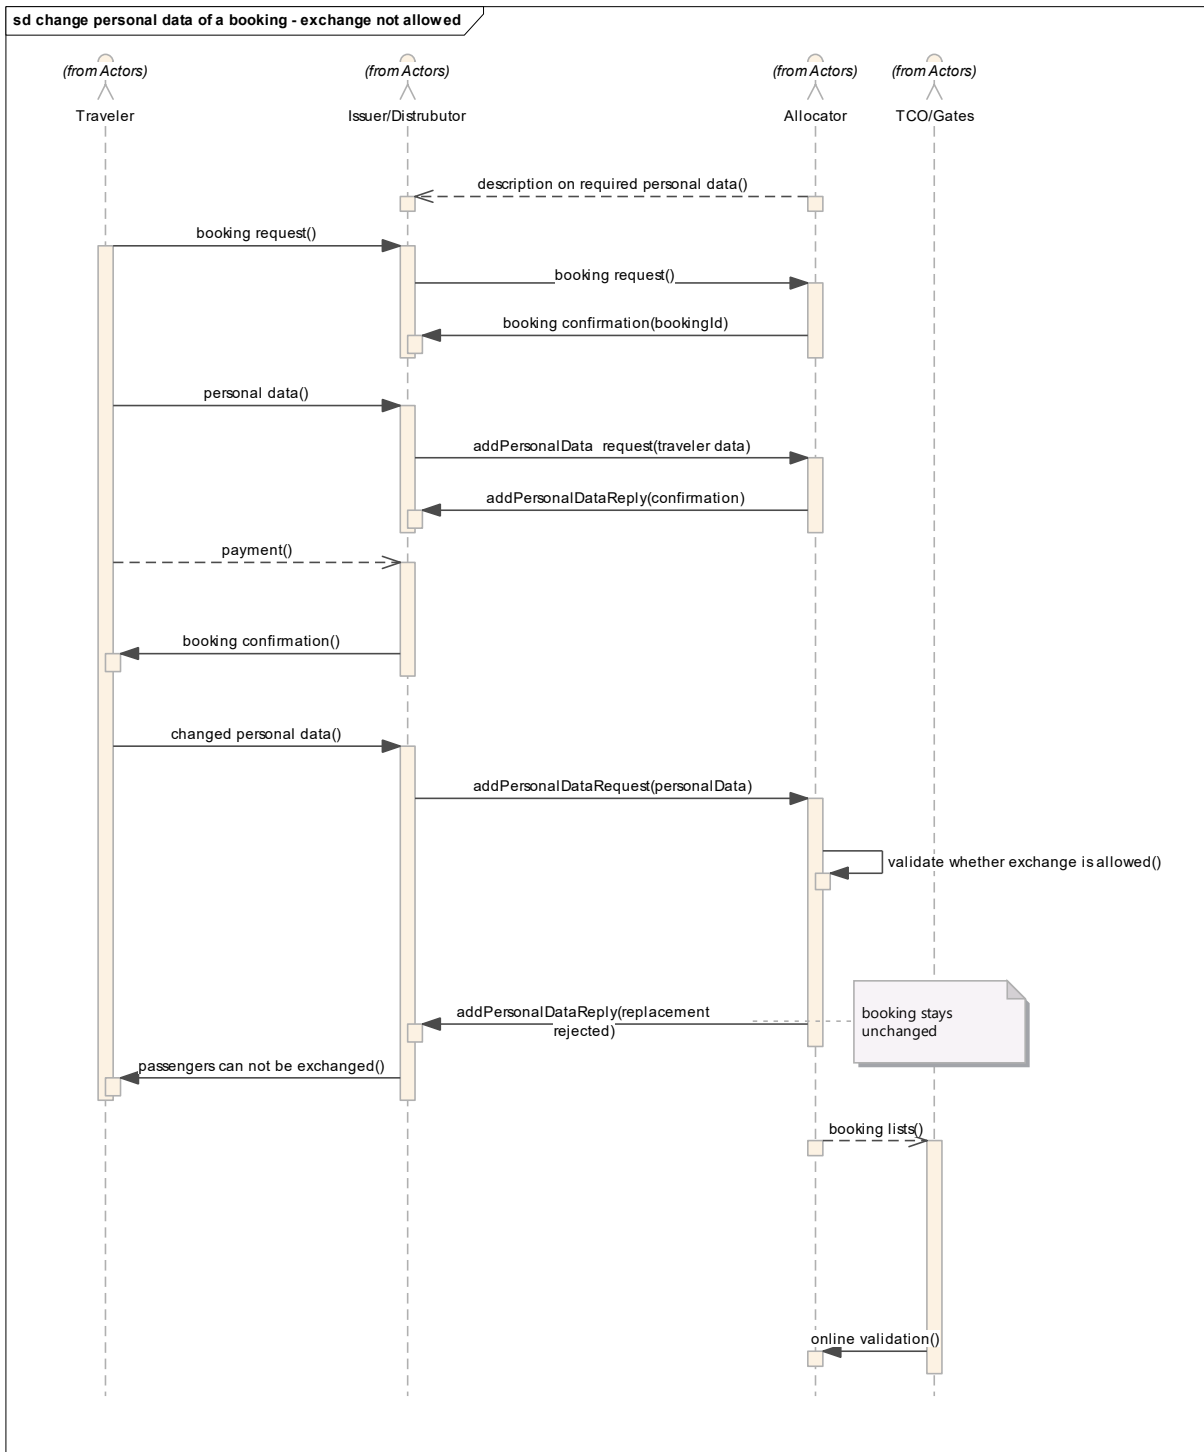 sd change personal data of a booking - exchange not allowed
(from Actors)
(from Actors)
(from Actors)
(from Actors)
Traveler
Issuer/Distrubutor
Allocator
TCO/Gates
description on required personal data()
booking request()
booking request()
booking confirmation(bookingId)
personal data()
addPersonalData request(traveler data)
addPersonalDataReply(confirmation)
payment()
booking confirmation()
changed personal data()
addPersonalDataRequest(personalData)
validate whether exchange is allowed()
addPersonalDataReply(replacement
rejected)
booking stays
unchanged
passengers can not be exchanged()
booking lists()
online validation()